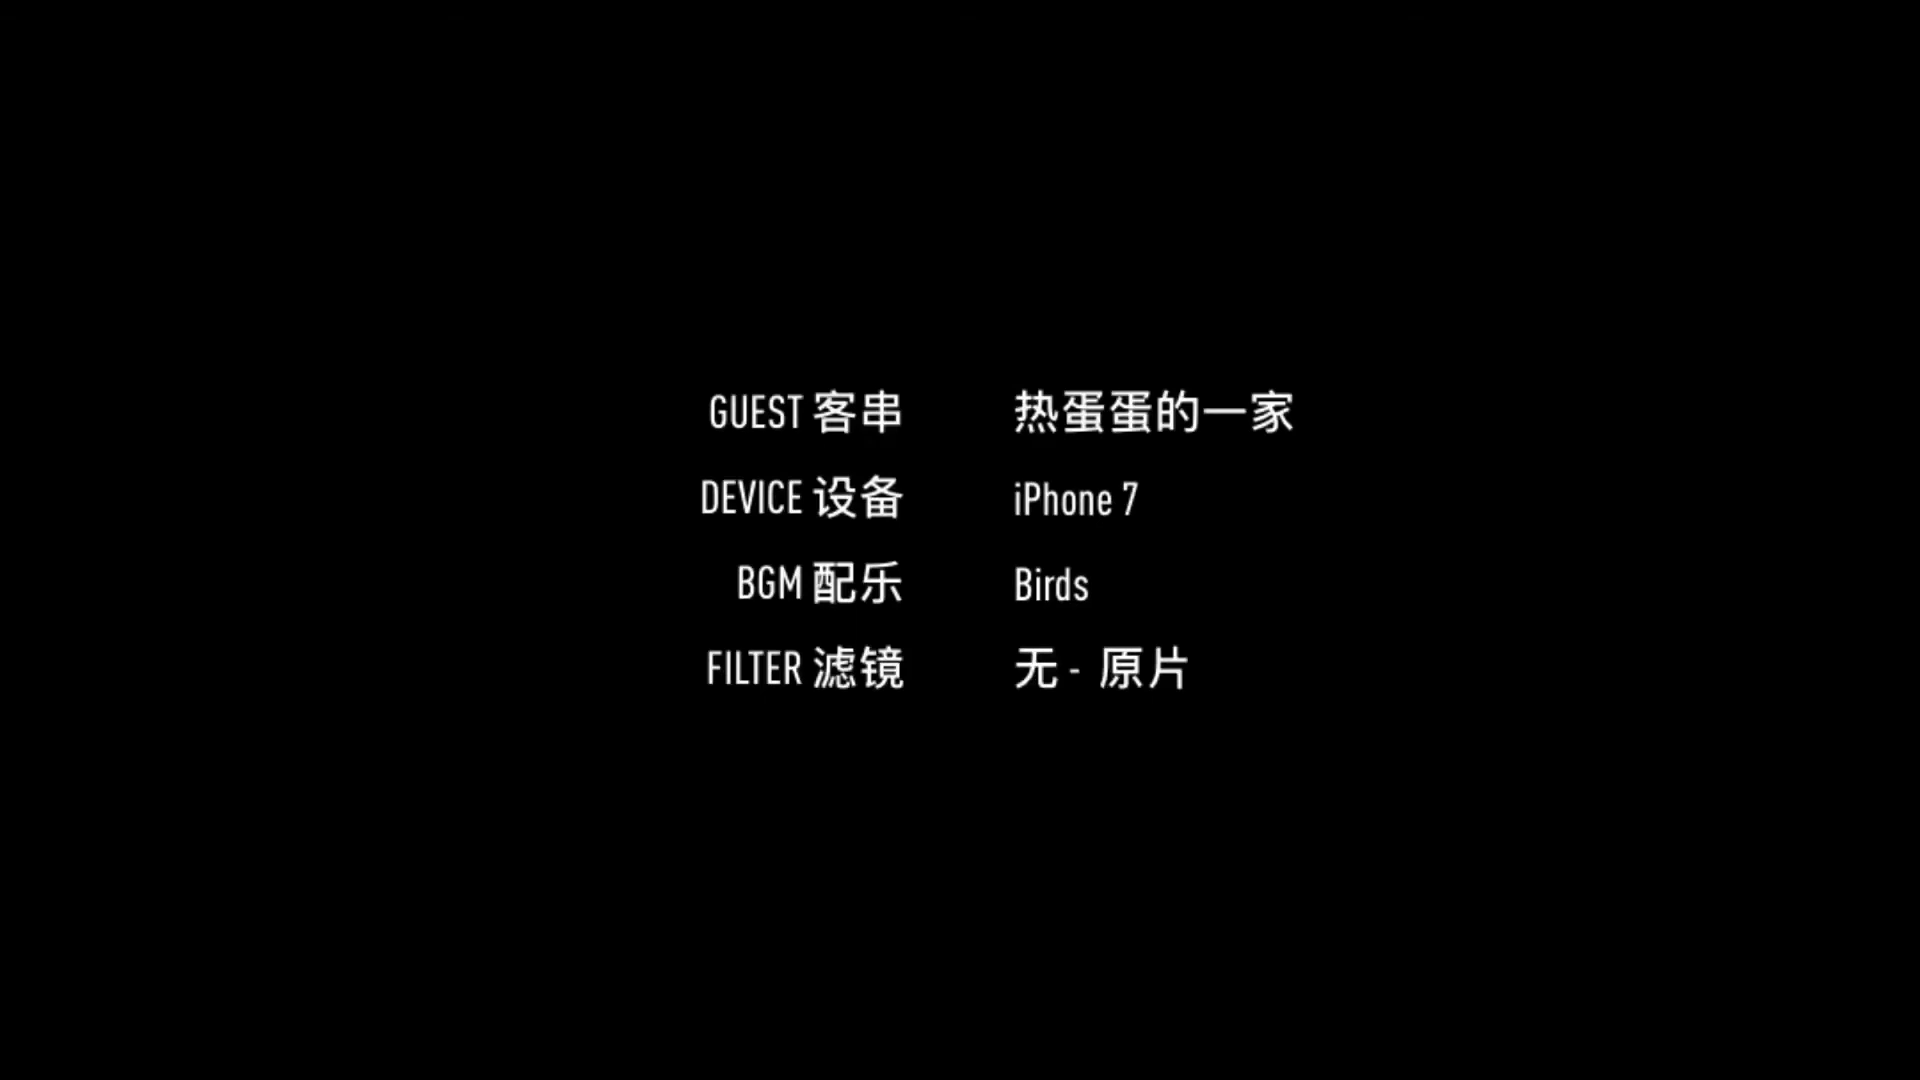 GUEST 客串 热蛋蛋的一家
DEVICE 设备 iPhone 7
BGM 配乐 Birds
FILTER 滤镜 无 - 原片